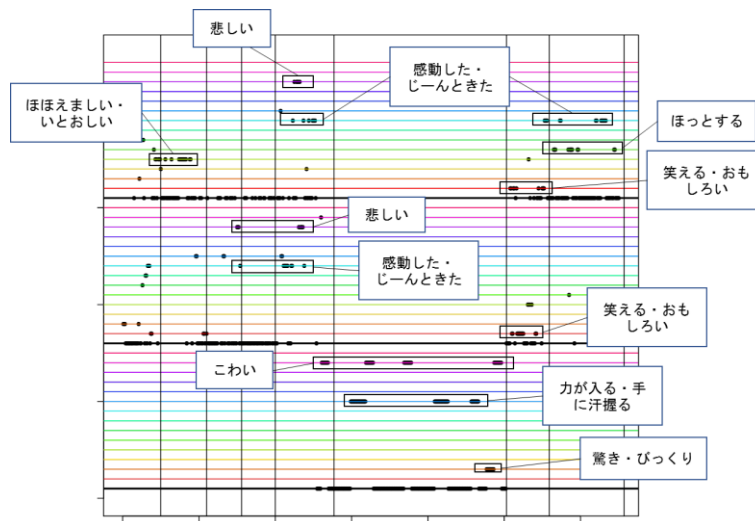 悲しい
感動した・
じーんときた
ほほえましい・
いとおしい
ほっとする
笑える・おも
しろい
悲しい
感動した・
じーんときた
笑える・おも
しろい
こわい
力が入る・手
に汗握る
驚き・びっくり